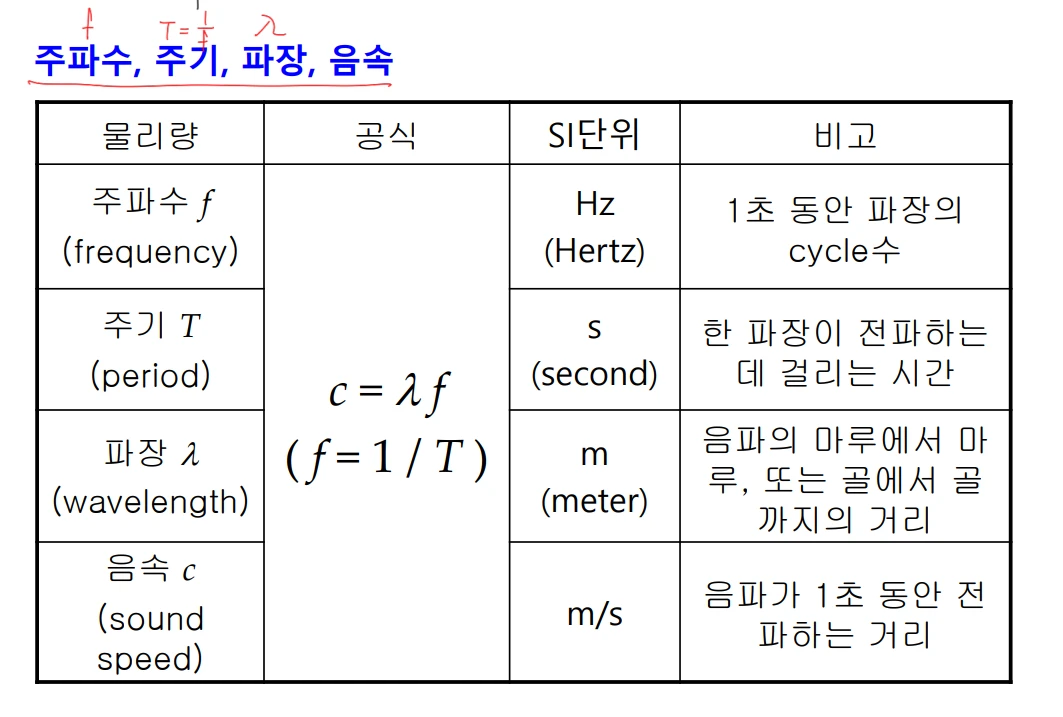 f T = 1/f λ
주파수, 주기, 파장, 음속
물리량 공식 SI단위 비고
주파수 f
(frequency)
Hz
(Hertz)
1초 동안 파장의
cycle수
주기 T
(period)
s
(second)
한 파장이 전파하는
데 걸리는 시간
c = λ f
( f = 1 / T )
파장 λ
(wavelength)
m
(meter)
음파의 마루에서 마
루, 또는 골에서 골
까지의 거리
음속 c
(sound
speed)
m/s
음파가 1초 동안 전
파하는 거리